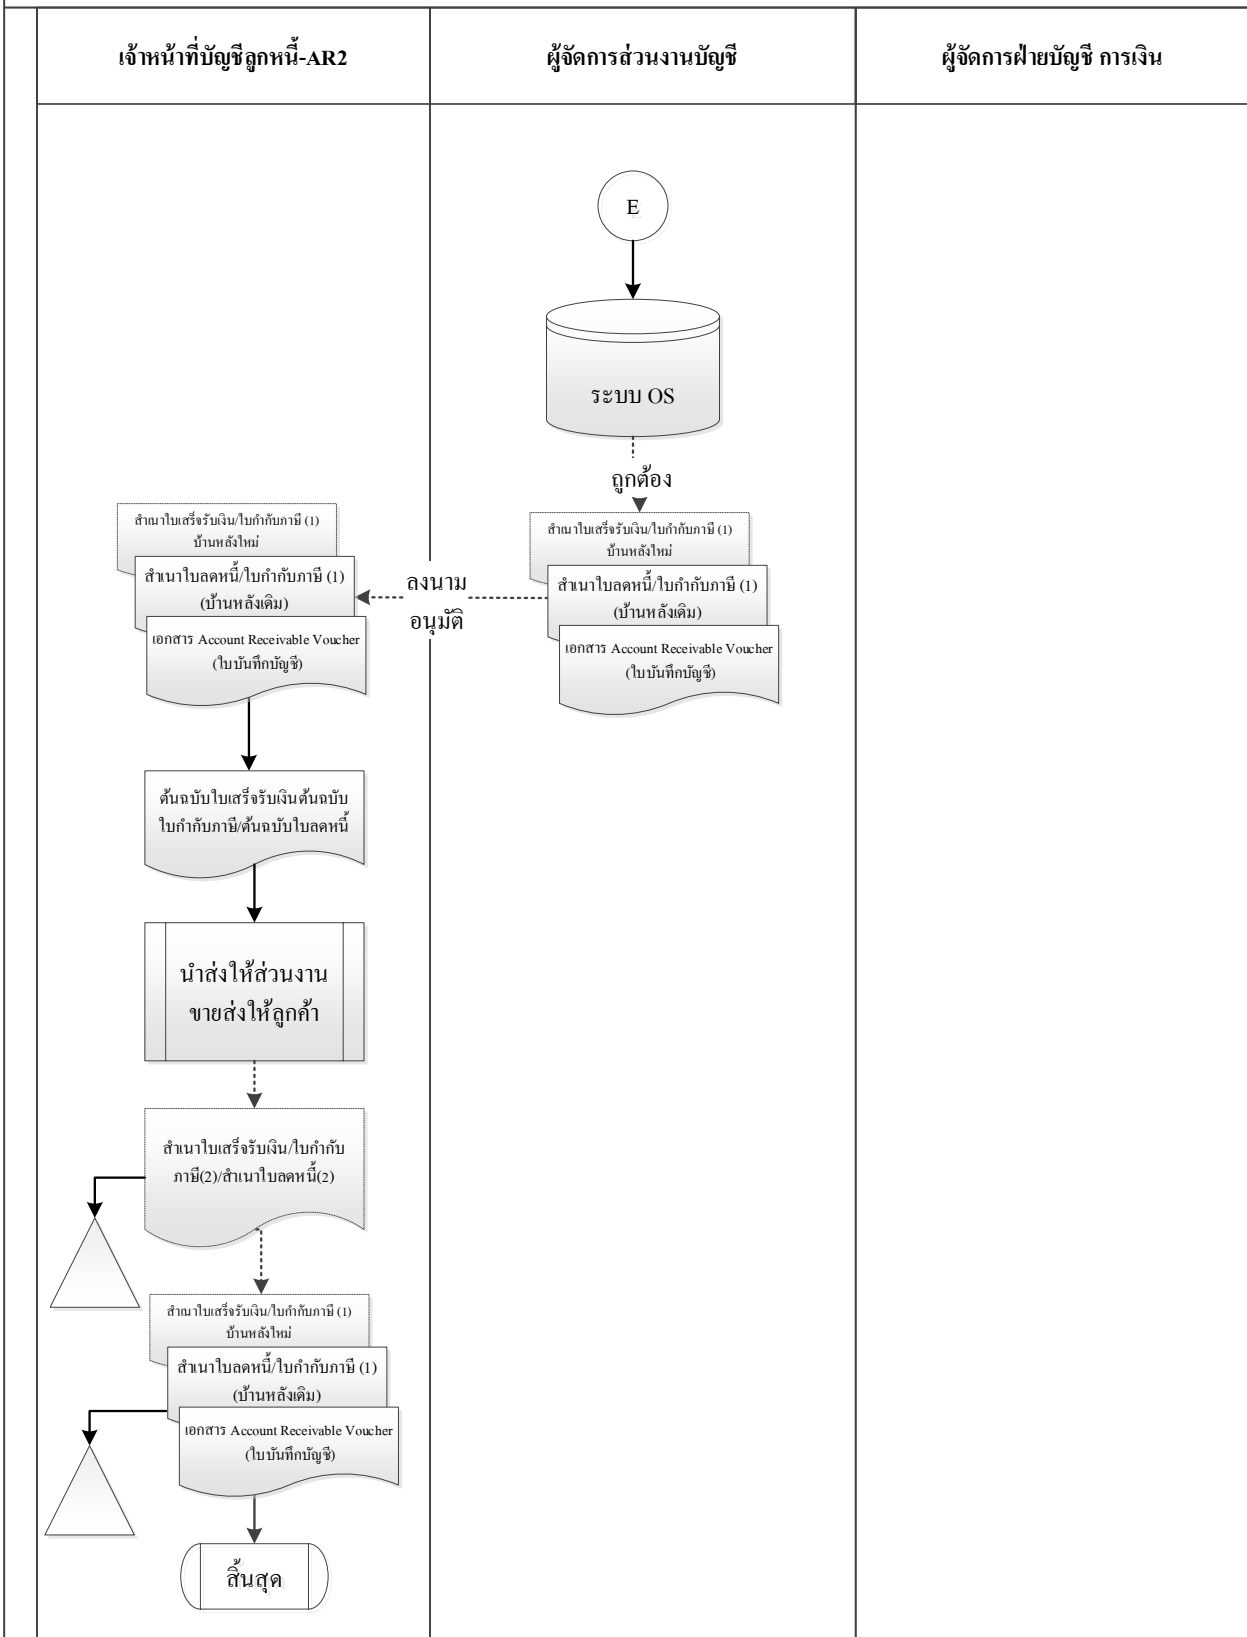 เจ้าหน้าที่บัญชีลูกหนี้-AR2
ผู้จัดการส่วนงานบัญชี
ผู้จัดการฝ่ายบัญชี การเงิน
E
ระบบ OS
ถูกต้อง
สำเนาใบเสร็จรับเงิน/ใบกำกับภาษี (1)
บ้านหลังใหม่
สำเนาใบลดหนี้/ใบกำกับภาษี (1)
(บ้านหลังเดิม)
เอกสาร Account Receivable Voucher
(ใบบันทึกบัญชี)
ลงนาม
อนุมัติ
สำเนาใบเสร็จรับเงิน/ใบกำกับภาษี (1)
บ้านหลังใหม่
สำเนาใบลดหนี้/ใบกำกับภาษี (1)
(บ้านหลังเดิม)
เอกสาร Account Receivable Voucher
(ใบบันทึกบัญชี)
ต้นฉบับใบเสร็จรับเงินต้นฉบับ
ใบกำกับภาษี/ต้นฉบับใบลดหนี้
นำส่งให้ส่วนงาน
ขายส่งให้ลูกค้า
สำเนาใบเสร็จรับเงิน/ใบกำกับ
ภาษี(2)/สำเนาใบลดหนี้(2)
สำเนาใบเสร็จรับเงิน/ใบกำกับภาษี (1)
บ้านหลังใหม่
สำเนาใบลดหนี้/ใบกำกับภาษี (1)
(บ้านหลังเดิม)
เอกสาร Account Receivable Voucher
(ใบบันทึกบัญชี)
สิ้นสุด